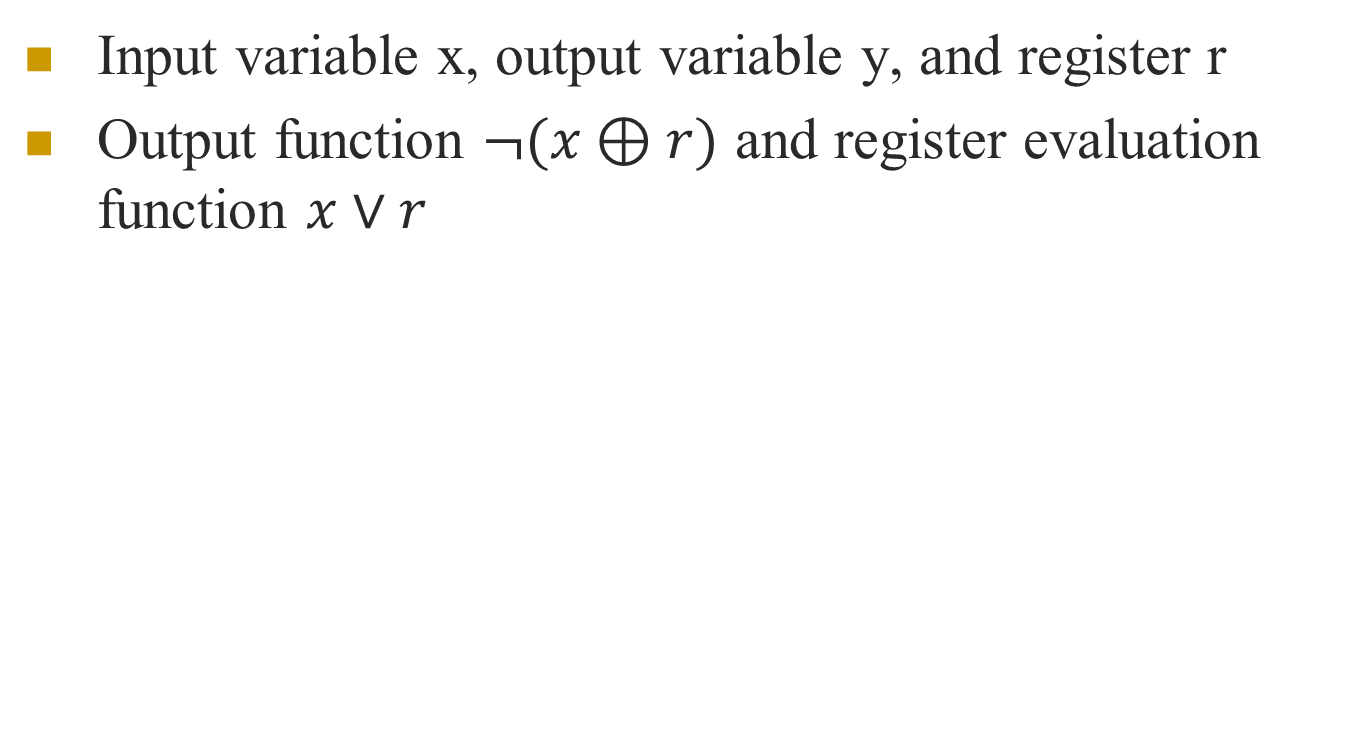 Input variable x, output variable y, and register r
Output function ¬(x ⊕ r) and register evaluation
function x ∨ r